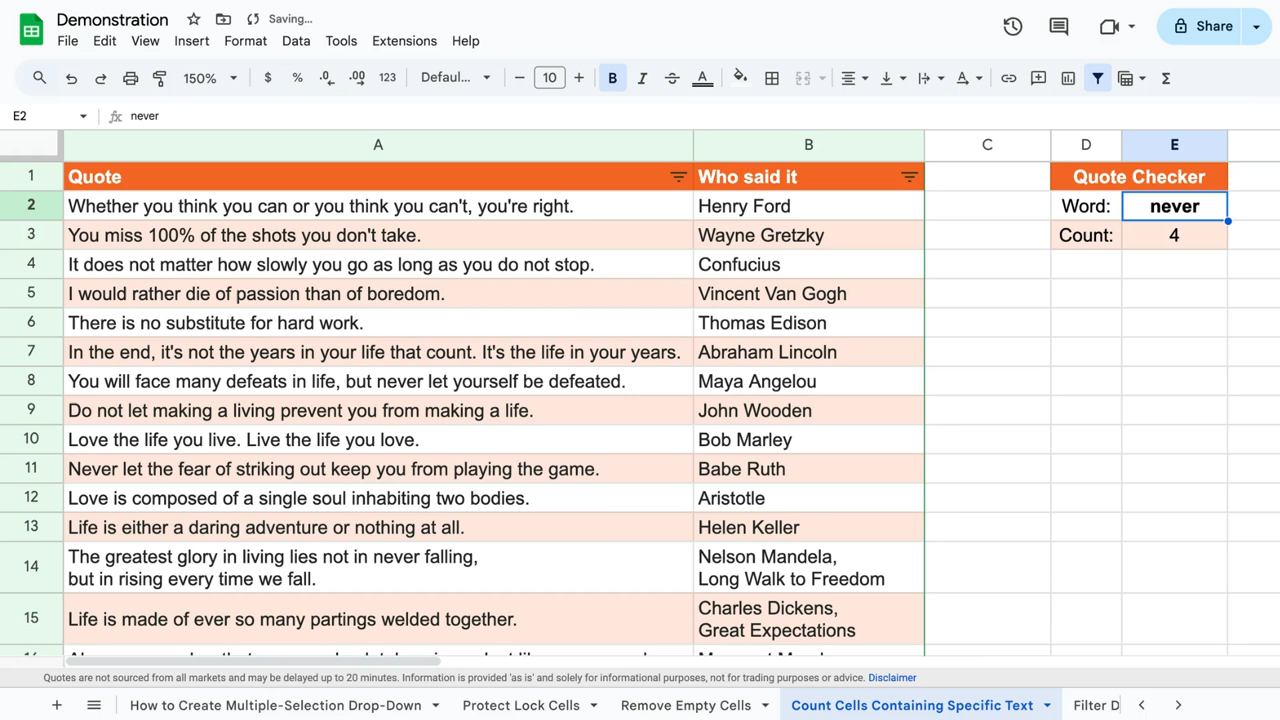 Demonstration
Saving...
Share
File Edit View Insert Format Data Tools Extensions Help
150% $ % .0 .00 123 Defaul... 10 B I A
E2
fx never
A B C D E
1 Quote Who said it Quote Checker
2 Whether you think you can or you think you can't, you're right. Henry Ford Word: never
3 You miss 100% of the shots you don't take. Wayne Gretzky Count: 4
4 It does not matter how slowly you go as long as you do not stop. Confucius
5 I would rather die of passion than of boredom. Vincent Van Gogh
6 There is no substitute for hard work. Thomas Edison
7 In the end, it's not the years in your life that count. It's the life in your years. Abraham Lincoln
8 You will face many defeats in life, but never let yourself be defeated. Maya Angelou
9 Do not let making a living prevent you from making a life. John Wooden
10 Love the life you live. Live the life you love. Bob Marley
11 Never let the fear of striking out keep you from playing the game. Babe Ruth
12 Love is composed of a single soul inhabiting two bodies. Aristotle
13 Life is either a daring adventure or nothing at all. Helen Keller
14 The greatest glory in living lies not in never falling, Nelson Mandela,
but in rising every time we fall. Long Walk to Freedom
15 Life is made of ever so many partings welded together. Charles Dickens,
Great Expectations
Quotes are not sourced from all markets and may be delayed up to 20 minutes. Information is provided 'as is' and solely for informational purposes, not for trading purposes or advice. Disclaimer
How to Create Multiple-Selection Drop-Down Protect Lock Cells Remove Empty Cells Count Cells Containing Specific Text Filter D